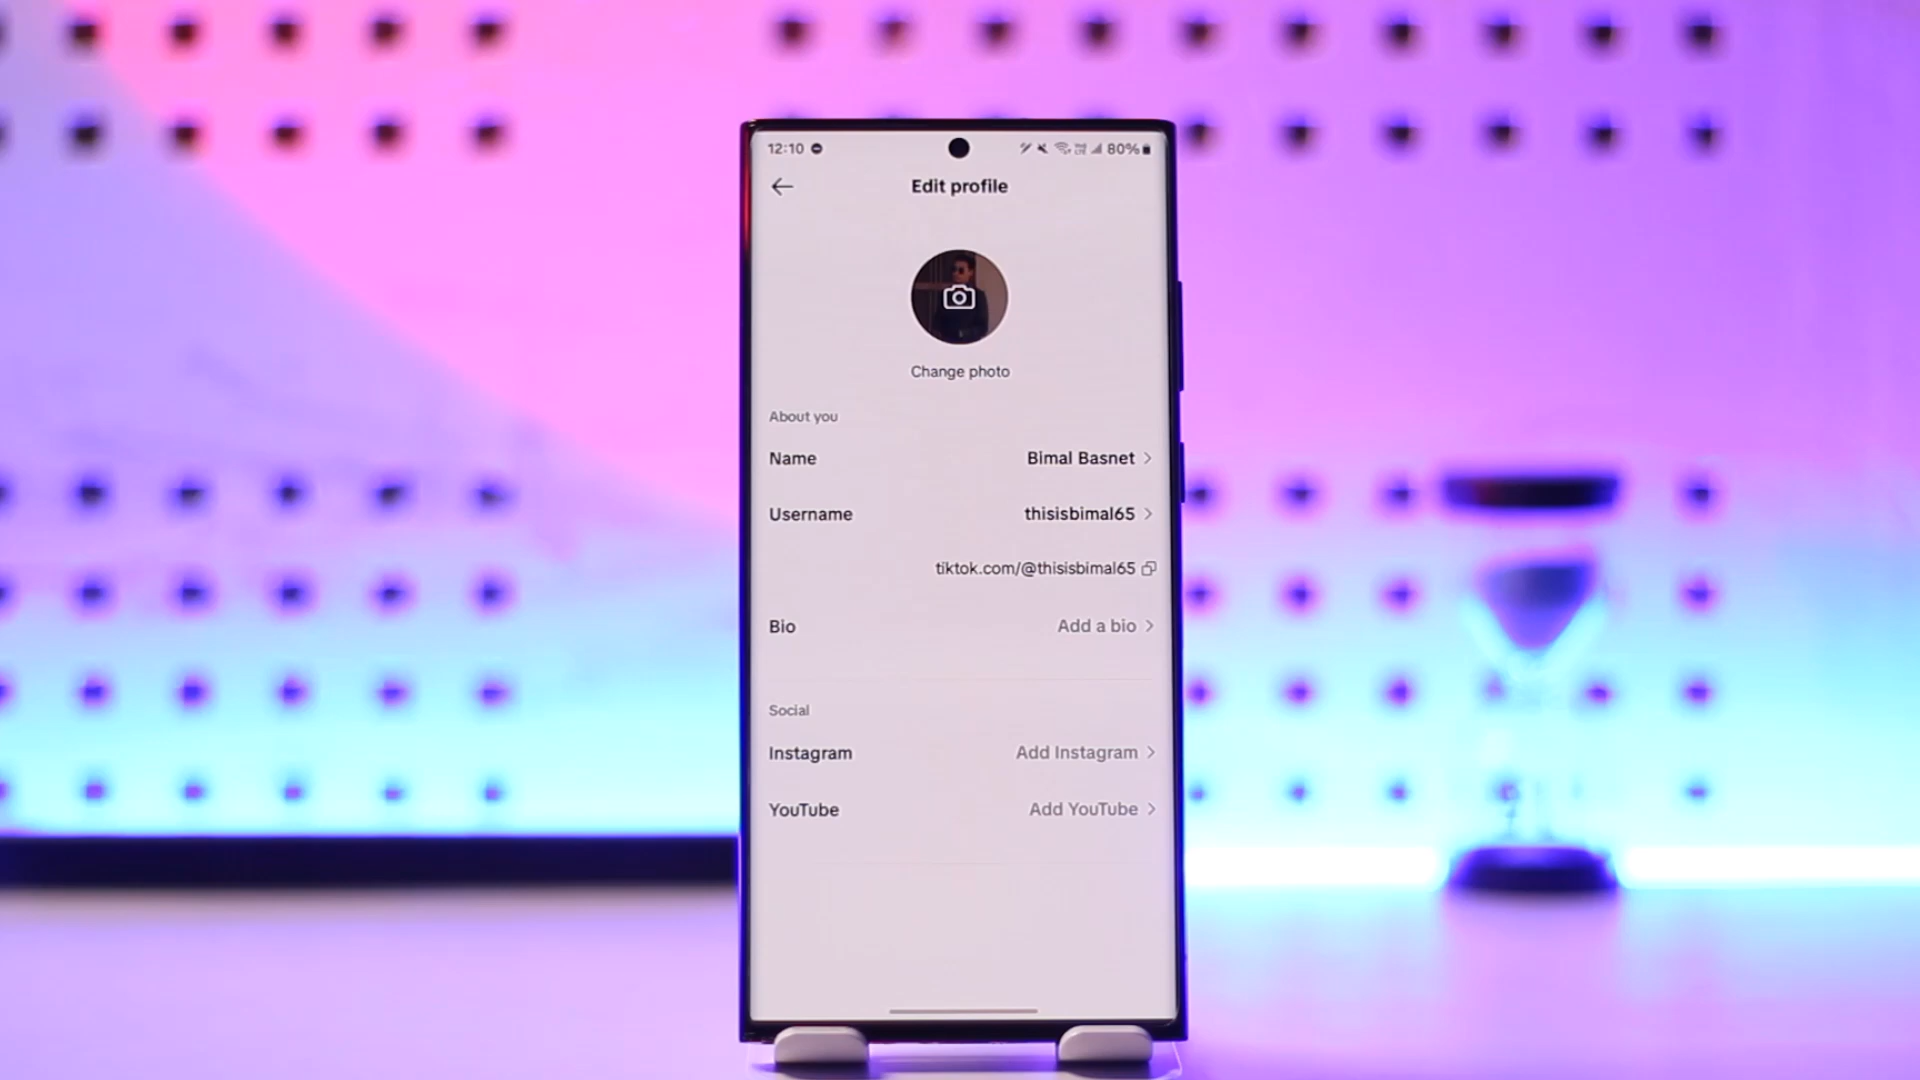 12:10 80%
Edit profile
Change photo
About you
Name Bimal Basnet
Username thisisbimal65
tiktok.com/@thisisbimal65
Bio Add a bio
Social
Instagram Add Instagram
YouTube Add YouTube